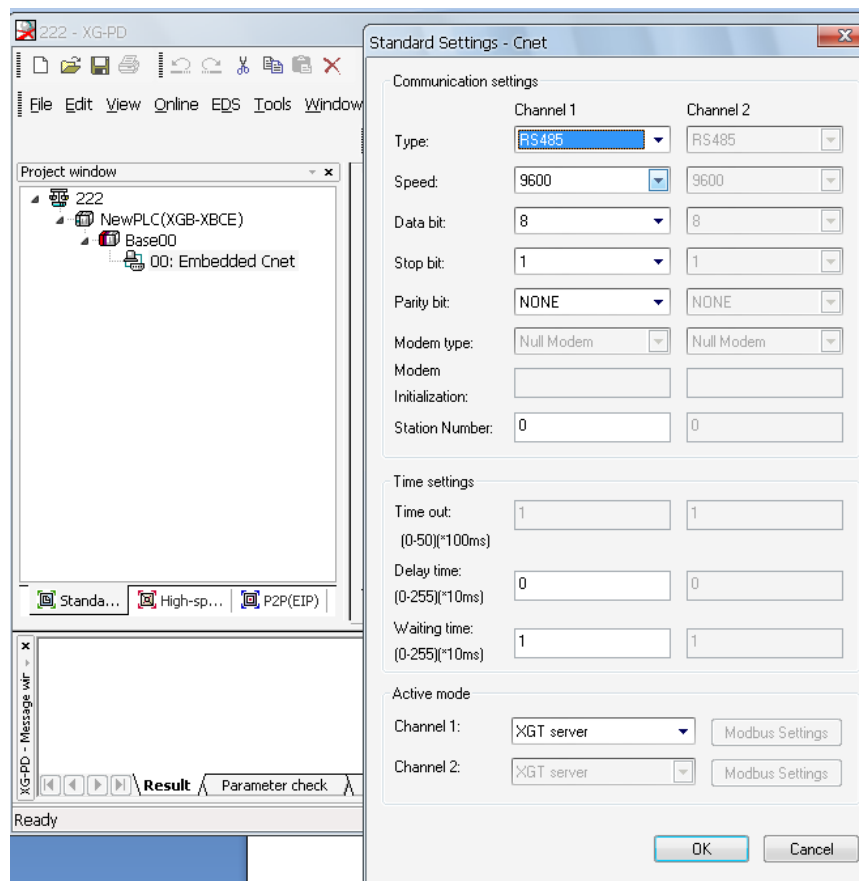 222 - XG-PD
File Edit View Online EDS Tools Window
Project window
222
NewPLC(XGB-XBCE)
Base00
00: Embedded Cnet
Standa... High-sp... P2P(EIP)
XG-PD - Message wir
Result Parameter check
Ready
Standard Settings - Cnet
Communication settings
Channel 1 Channel 2
Type: RS485 RS485
Speed: 9600 9600
Data bit: 8 8
Stop bit: 1 1
Parity bit: NONE NONE
Modem type: Null Modem Null Modem
Modem
Initialization:
Station Number: 0 0
Time settings
Time out: 1 1
(0-50)(*100ms)
Delay time: 0 0
(0-255)(*10ms)
Waiting time: 1 1
(0-255)(*10ms)
Active mode
Channel 1: XGT server Modbus Settings
Channel 2: XGT server Modbus Settings
OK Cancel